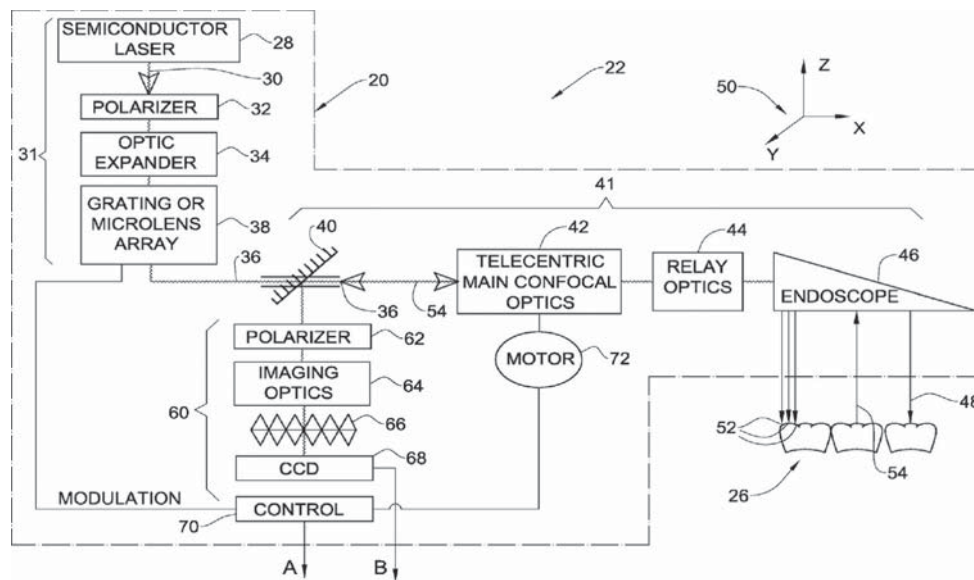 SEMICONDUCTOR
LASER
28
30
20
22
50
Z
X
Y
POLARIZER
32
31
OPTIC
EXPANDER
34
GRATING OR
MICROLENS
ARRAY
38
40
41
42
44
46
36
36
54
TELECENTRIC
MAIN CONFOCAL
OPTICS
RELAY
OPTICS
ENDOSCOPE
POLARIZER
62
MOTOR
72
IMAGING
OPTICS
64
60
66
48
52
CCD
68
54
26
MODULATION
CONTROL
70
A
B